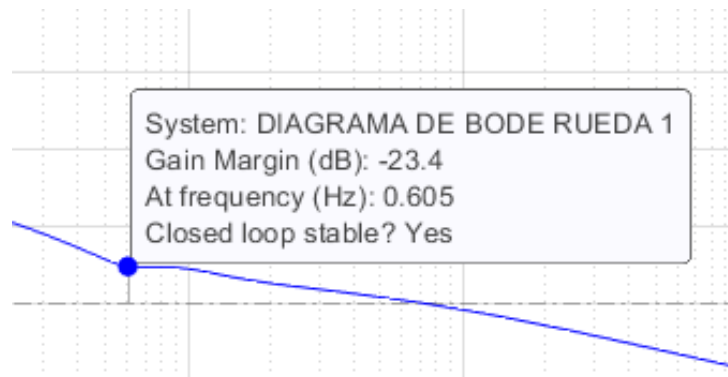 System: DIAGRAMA DE BODE RUEDA 1
Gain Margin (dB): -23.4
At frequency (Hz): 0.605
Closed loop stable? Yes